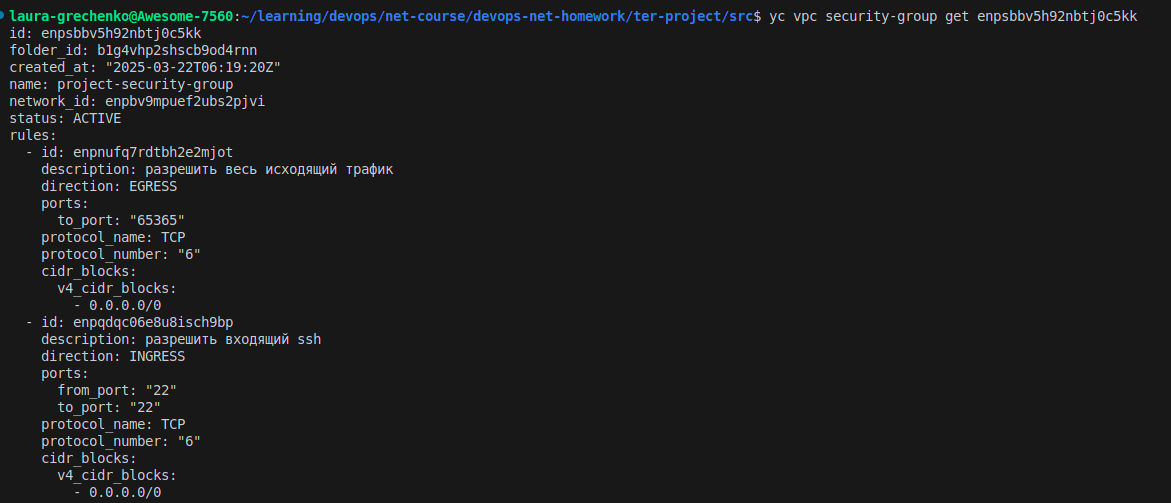 laura-grechenko@Awesome-7560:~/learning/devops/net-course/devops-net-homework/ter-project/src$ yc vpc security-group get enpsbbv5h92nbtj0c5kk
id: enpsbbv5h92nbtj0c5kk
folder_id: b1g4vhp2shscb9od4rnn
created_at: "2025-03-22T06:19:20Z"
name: project-security-group
network_id: enpbv9mpuef2ubs2pjvi
status: ACTIVE
rules:
  - id: enpnufq7rdtbh2e2mjot
    description: разрешить весь исходящий трафик
    direction: EGRESS
    ports:
      to_port: "65365"
    protocol_name: TCP
    protocol_number: "6"
    cidr_blocks:
      v4_cidr_blocks:
        - 0.0.0.0/0
  - id: enpqdqc06e8u8isch9bp
    description: разрешить входящий ssh
    direction: INGRESS
    ports:
      from_port: "22"
      to_port: "22"
    protocol_name: TCP
    protocol_number: "6"
    cidr_blocks:
      v4_cidr_blocks:
        - 0.0.0.0/0